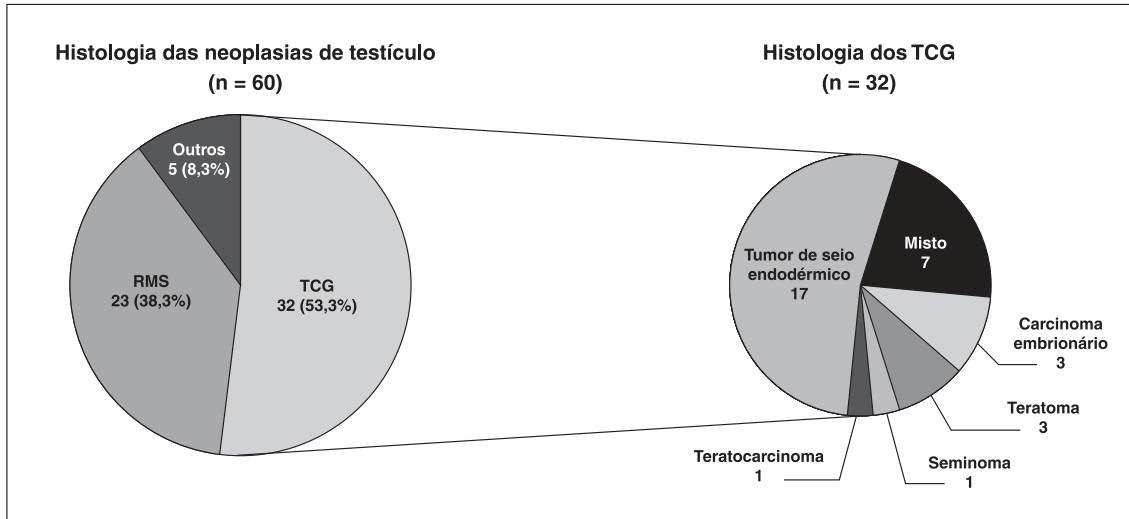 Histologia das neoplasias de testículo
(n = 60)
Outros
5 (8,3%)
RMS
23 (38,3%)
TCG
32 (53,3%)
Histologia dos TCG
(n = 32)
Tumor de seio
endodérmico
17
Misto
7
Carcinoma
embrionário
3
Teratoma
3
Seminoma
1
Teratocarcinoma
1